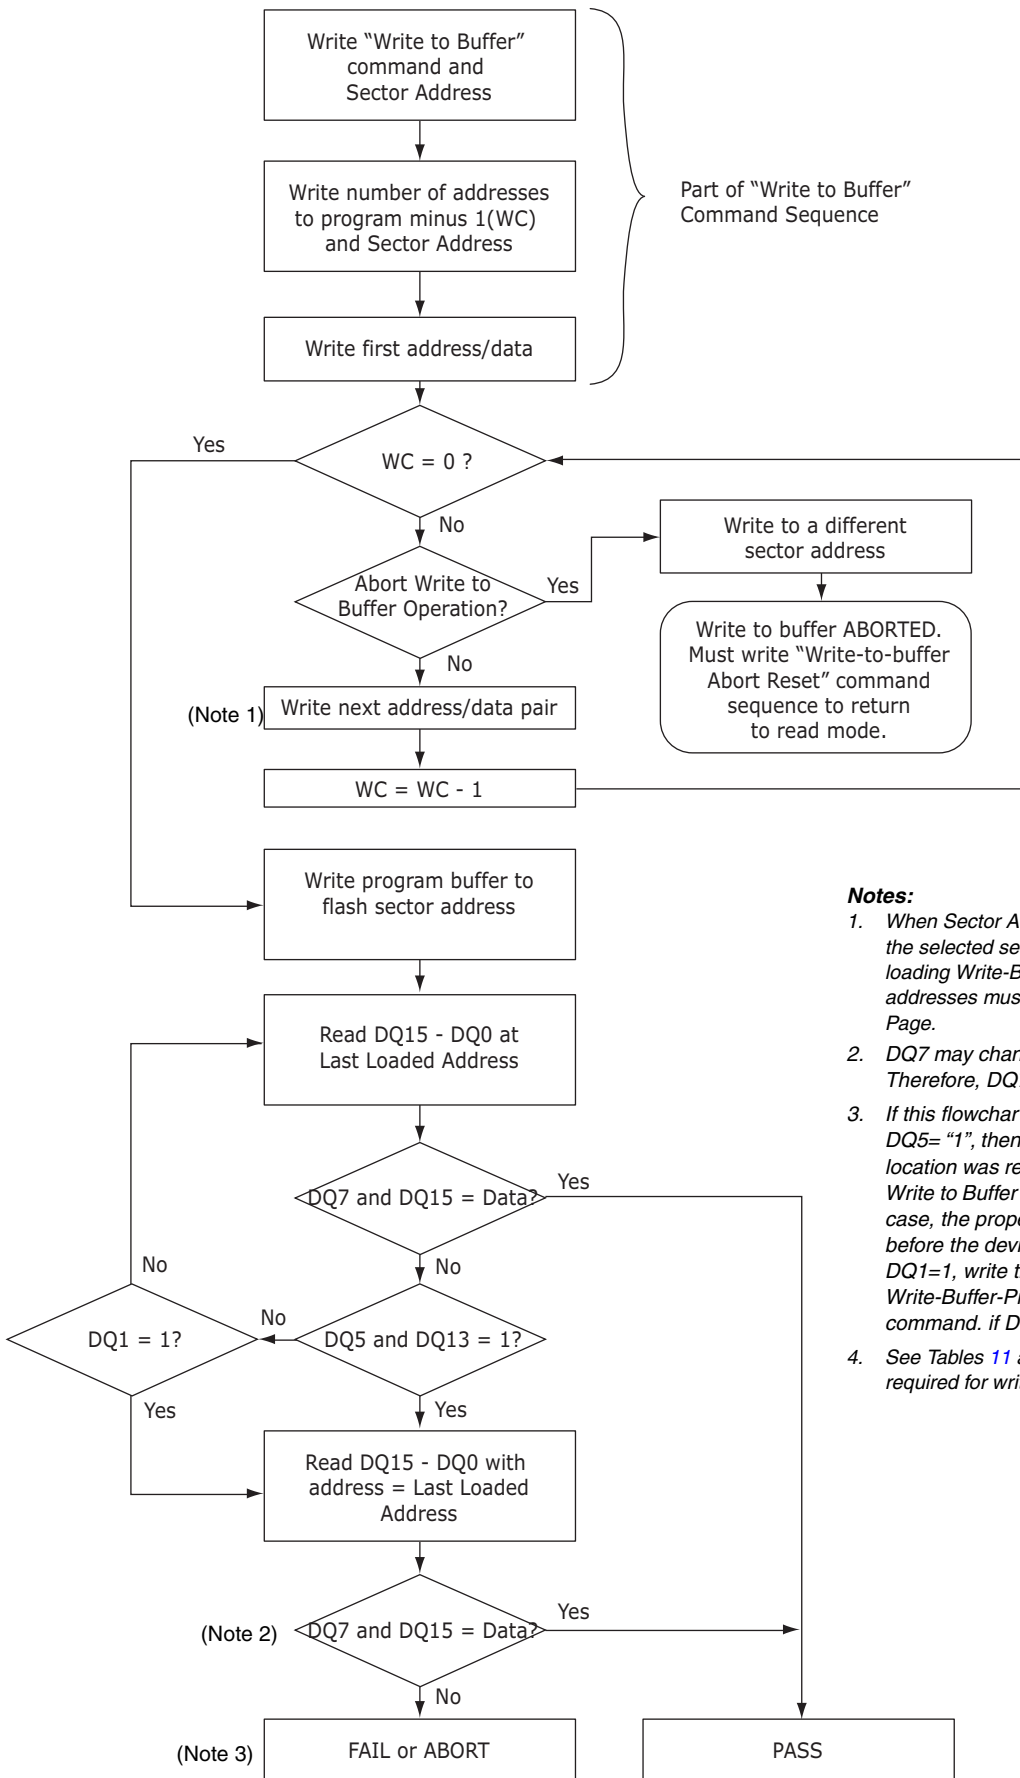 Write “Write to Buffer”
command and
Sector Address
Write number of addresses
to program minus 1(WC)
and Sector Address
Part of “Write to Buffer”
Command Sequence
Write first address/data
Yes
WC = 0 ?
No
Write to a different
sector address
Abort Write to
Buffer Operation?
Yes
No
Write to buffer ABORTED.
Must write “Write-to-buffer
Abort Reset” command
sequence to return
to read mode.
(Note 1)
Write next address/data pair
WC = WC - 1
Write program buffer to
flash sector address
Notes:
1. When Sector A
the selected se
loading Write-B
addresses mus
Page.
2. DQ7 may chan
Therefore, DQ
3. If this flowchar
DQ5= “1”, then
location was re
Write to Buffer
case, the prope
before the devi
DQ1=1, write t
Write-Buffer-P
command. if D
4. See Tables 11 a
required for wri
Read DQ15 - DQ0 at
Last Loaded Address
DQ7 and DQ15 = Data?
Yes
No
No
DQ1 = 1?
No
DQ5 and DQ13 = 1?
Yes
Yes
Read DQ15 - DQ0 with
address = Last Loaded
Address
(Note 2)
DQ7 and DQ15 = Data?
Yes
No
(Note 3)
FAIL or ABORT
PASS